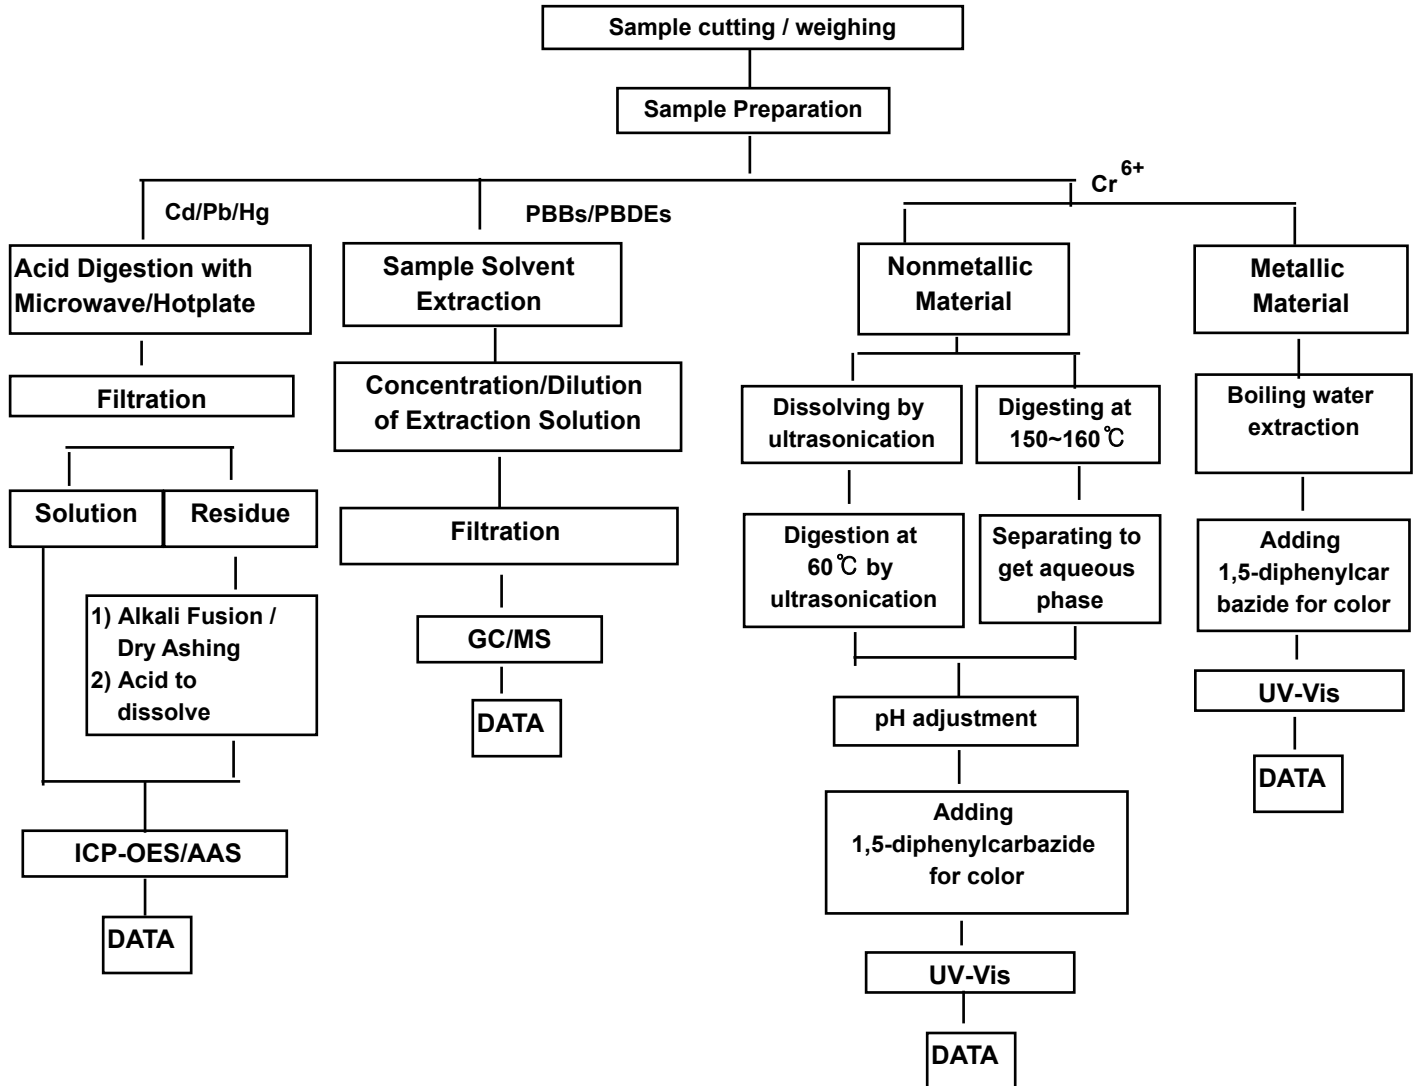 Sample cutting / weighing
Sample Preparation
Cd/Pb/Hg
PBBs/PBDEs
Cr 6+
Acid Digestion with
Microwave/Hotplate
Filtration
Solution
Residue
1) Alkali Fusion /
Dry Ashing
2) Acid to
dissolve
ICP-OES/AAS
DATA
Sample Solvent
Extraction
Concentration/Dilution
of Extraction Solution
Filtration
GC/MS
DATA
Nonmetallic
Material
Dissolving by
ultrasonication
Digestion at
60℃ by
ultrasonication
Digesting at
150~160℃
Separating to
get aqueous
phase
pH adjustment
Adding
1,5-diphenylcarbazide
for color
UV-Vis
DATA
Metallic
Material
Boiling water
extraction
Adding
1,5-diphenylcar
bazide for color
UV-Vis
DATA